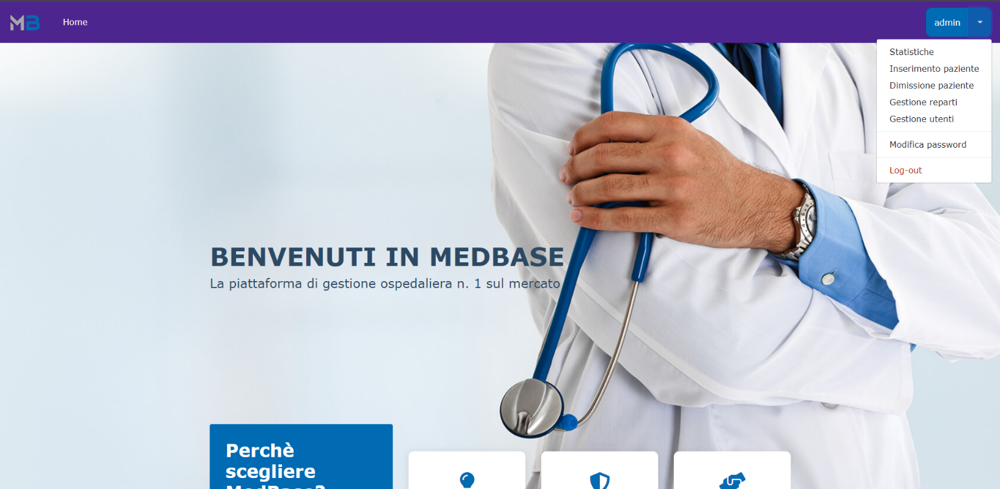 MB
Home
admin
Statistiche
Inserimento paziente
Dimissione paziente
Gestione reparti
Gestione utenti
Modifica password
Log-out
BENVENUTI IN MEDBASE
La piattaforma di gestione ospedaliera n. 1 sul mercato
Perchè
scegliere
MedBase?